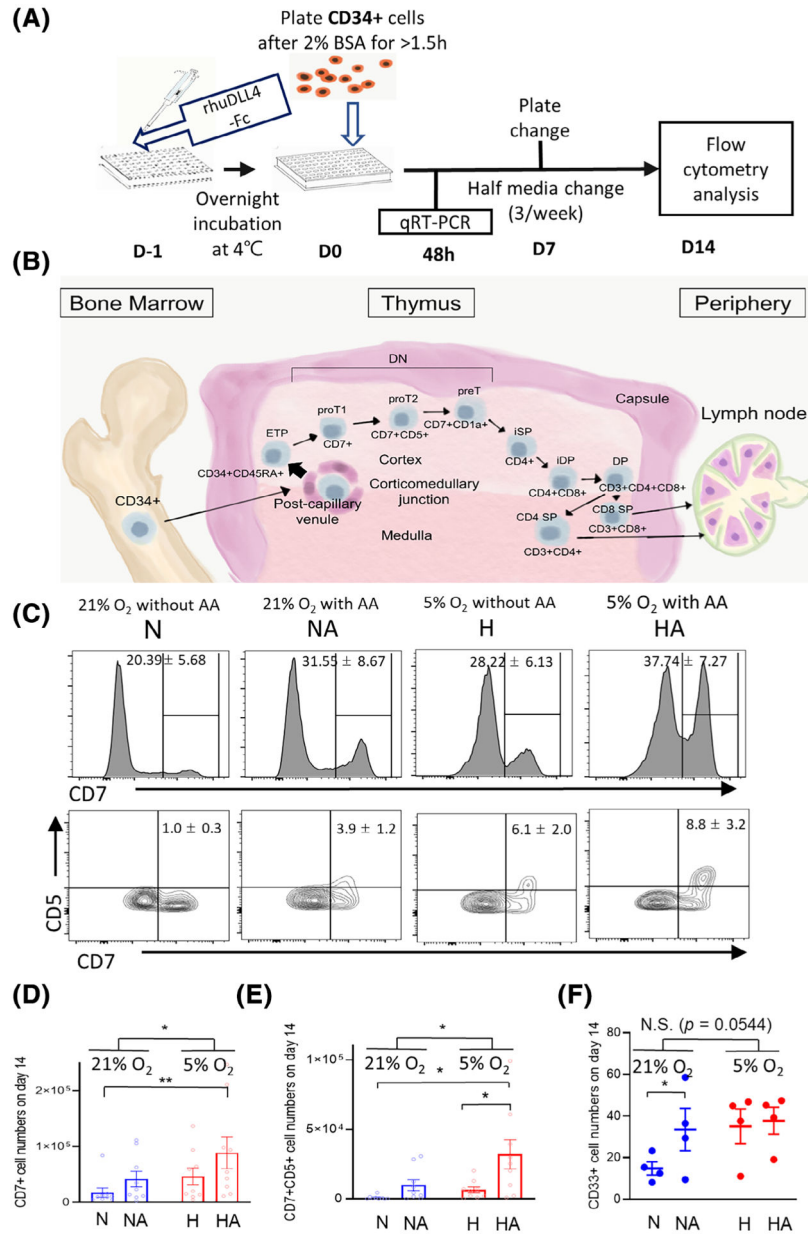 (A)
Plate CD34+ cells
after 2% BSA for >1.5h
rhuDLL4
-Fc
Plate
change
Flow
cytometry
analysis
Overnight
incubation
at 4℃
Half media change
(3/week)
qRT-PCR
D-1
D0
48h
D7
D14
(B)
Bone Marrow
Thymus
Periphery
DN
Capsule
Lymph node
ETP
proT1
proT2
preT
CD7+
CD7+CD5+
CD7+CD1a+
iSP
CD4+
iDP
CD4+CD8+
DP
CD3+CD4+CD8+
CD34+CD45RA+
Cortex
Corticomedullary
junction
CD34+
Post-capillary
venule
Medulla
CD4 SP
CD3+CD4+
CD8 SP
CD3+CD8+
(C)
21% O₂ without AA
21% O₂ with AA
5% O₂ without AA
5% O₂ with AA
N
NA
H
HA
20.39 ± 5.68
31.55 ± 8.67
28.22 ± 6.13
37.74 ± 7.27
CD7
1.0 ± 0.3
3.9 ± 1.2
6.1 ± 2.0
8.8 ± 3.2
CD5
CD7
(D)
CD7+ cell numbers on day 14
2×10⁵
1×10⁵
0
*
21% O₂
5% O₂
**
N
NA
H
HA
(E)
CD7+CD5+ cell numbers on day 14
1×10⁵
5×10⁴
0
*
21% O₂
5% O₂
*
*
N
NA
H
HA
(F)
CD33+ cell numbers on day 14
80
60
40
20
0
N.S. (p = 0.0544)
21% O₂
5% O₂
*
N
NA
H
HA